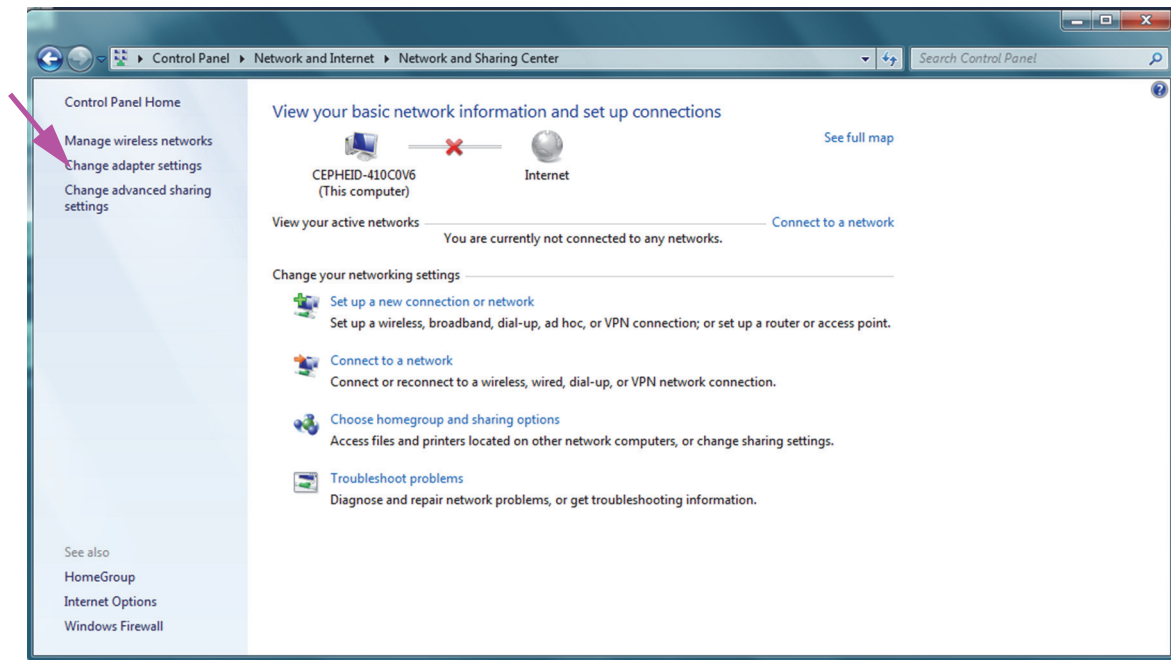 Control Panel ▸ Network and Internet ▸ Network and Sharing Center
Search Control Panel
Control Panel Home
Manage wireless networks
Change adapter settings
Change advanced sharing
settings
See also
HomeGroup
Internet Options
Windows Firewall
View your basic network information and set up connections
See full map
CEPHEID-410C0V6
(This computer)
Internet
View your active networks
Connect to a network
You are currently not connected to any networks.
Change your networking settings
Set up a new connection or network
Set up a wireless, broadband, dial-up, ad hoc, or VPN connection; or set up a router or access point.
Connect to a network
Connect or reconnect to a wireless, wired, dial-up, or VPN network connection.
Choose homegroup and sharing options
Access files and printers located on other network computers, or change sharing settings.
Troubleshoot problems
Diagnose and repair network problems, or get troubleshooting information.